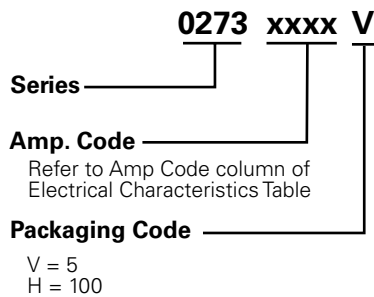 0273 xxxx V
Series
Amp. Code
Refer to Amp Code column of
Electrical Characteristics Table
Packaging Code
V = 5
H = 100